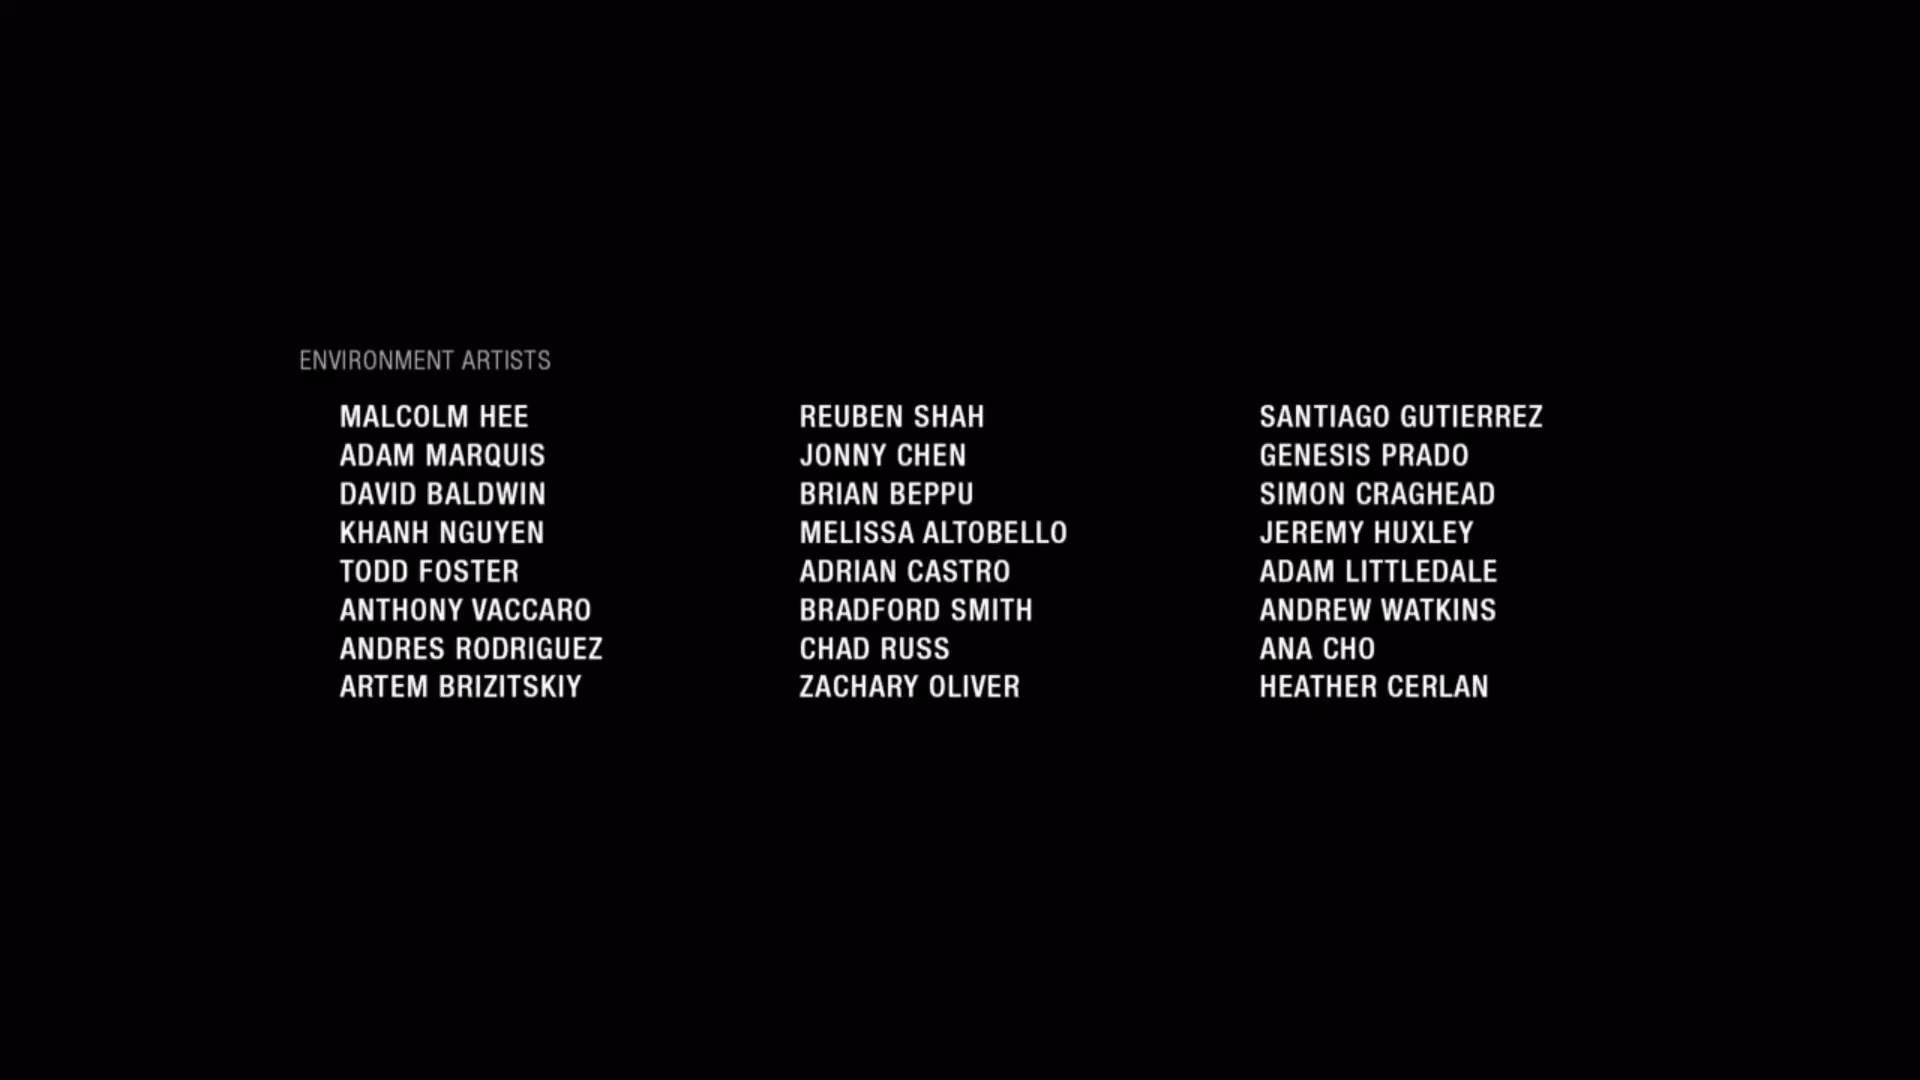 ENVIRONMENT ARTISTS
MALCOLM HEE
ADAM MARQUIS
DAVID BALDWIN
KHANH NGUYEN
TODD FOSTER
ANTHONY VACCARO
ANDRES RODRIGUEZ
ARTEM BRIZITSKIY
REUBEN SHAH
JONNY CHEN
BRIAN BEPPU
MELISSA ALTOBELLO
ADRIAN CASTRO
BRADFORD SMITH
CHAD RUSS
ZACHARY OLIVER
SANTIAGO GUTIERREZ
GENESIS PRADO
SIMON CRAGHEAD
JEREMY HUXLEY
ADAM LITTLEDALE
ANDREW WATKINS
ANA CHO
HEATHER CERLAN